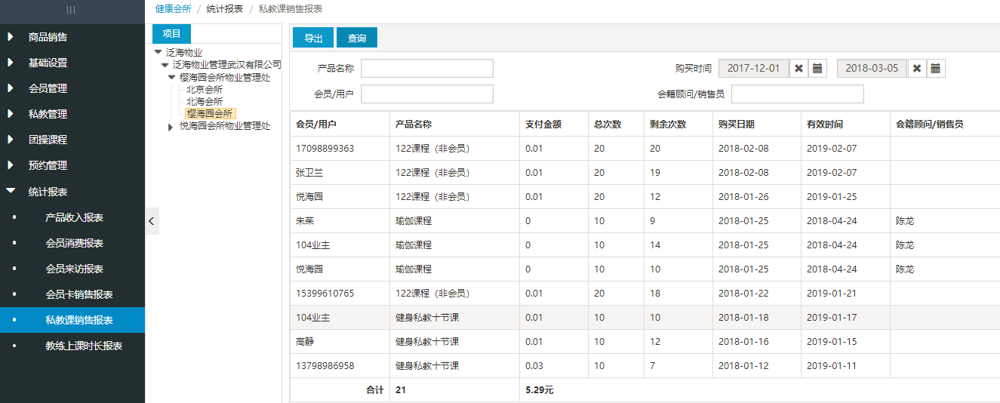 健康会所 / 统计报表 / 私教课销售报表
商品销售
基础设置
会员管理
私教管理
团操课程
预约管理
统计报表
产品收入报表
会员消费报表
会员来访报表
会员卡销售报表
私教课销售报表
教练上课时长报表
项目
泛海物业
泛海物业管理武汉有限公司
樱海园会所物业管理处
北京会所
北海会所
樱海园会所
悦海园会所物业管理处
导出 查询
产品名称 购买时间 2017-12-01 2018-03-05
会员/用户 会籍顾问/销售员
会员/用户 产品名称 支付金额 总次数 剩余次数 购买日期 有效时间 会籍顾问/销售员
17098899363 122课程（非会员） 0.01 20 20 2018-02-08 2019-02-07
张卫兰 122课程（非会员） 0.01 20 19 2018-02-08 2019-02-07
悦海园 122课程（非会员） 0.01 20 12 2018-01-26 2019-01-25
朱茱 瑜伽课程 0 10 9 2018-01-25 2018-04-24 陈龙
104业主 瑜伽课程 0 10 14 2018-01-25 2018-04-24 陈龙
悦海园 瑜伽课程 0 10 10 2018-01-25 2018-04-24 陈龙
15399610765 122课程（非会员） 0.01 20 18 2018-01-22 2019-01-21
104业主 健身私教十节课 0.01 10 10 2018-01-18 2019-01-17
高静 健身私教十节课 0.01 10 12 2018-01-16 2019-01-15
13798986958 健身私教十节课 0.03 10 7 2018-01-12 2019-01-11
合计 21 5.29元